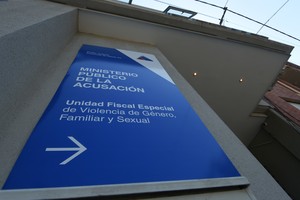 MINISTERIO
PÚBLICO
DE LA
ACUSACIÓN
Unidad Fiscal Especial
de Violencia de Género,
Familiar y Sexual